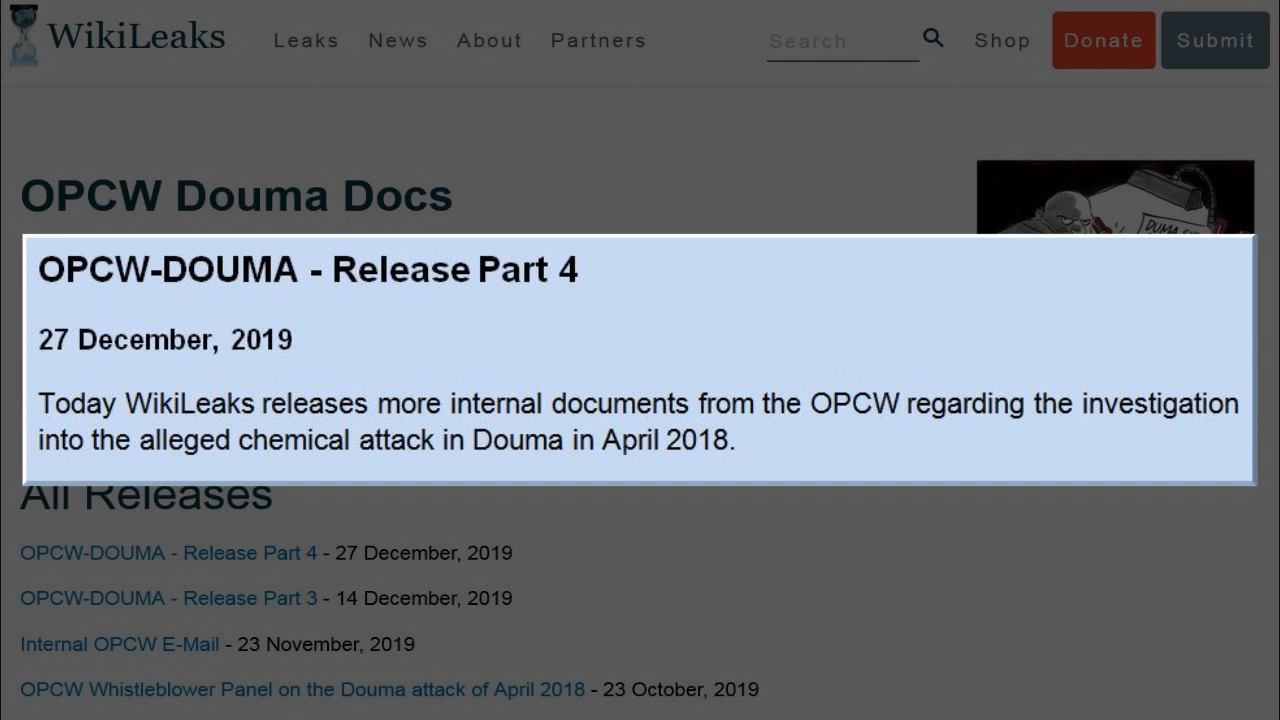 WikiLeaks Leaks News About Partners Search Shop Donate Submit
OPCW Douma Docs
OPCW-DOUMA - Release Part 4
27 December, 2019
Today WikiLeaks releases more internal documents from the OPCW regarding the investigation
into the alleged chemical attack in Douma in April 2018.
All Releases
OPCW-DOUMA - Release Part 4 - 27 December, 2019
OPCW-DOUMA - Release Part 3 - 14 December, 2019
Internal OPCW E-Mail - 23 November, 2019
OPCW Whistleblower Panel on the Douma attack of April 2018 - 23 October, 2019